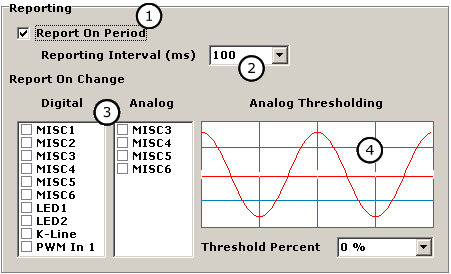 Reporting
1
Report On Period
Reporting Interval (ms) 100
2
Report On Change
Digital 3 Analog Analog Thresholding
MISC1
MISC2
MISC3
MISC4
MISC5
MISC6
LED1
LED2
K-Line
PWM In 1
MISC3
MISC4
MISC5
MISC6
4
Threshold Percent 0 %